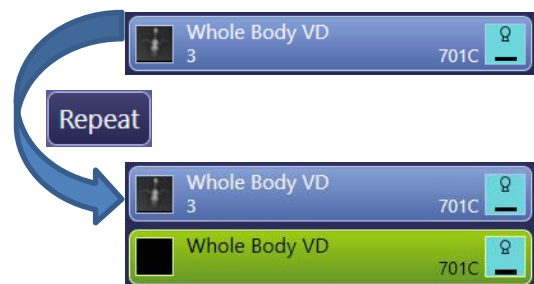 Whole Body VD
3 701C
Repeat
Whole Body VD
3 701C
Whole Body VD
701C